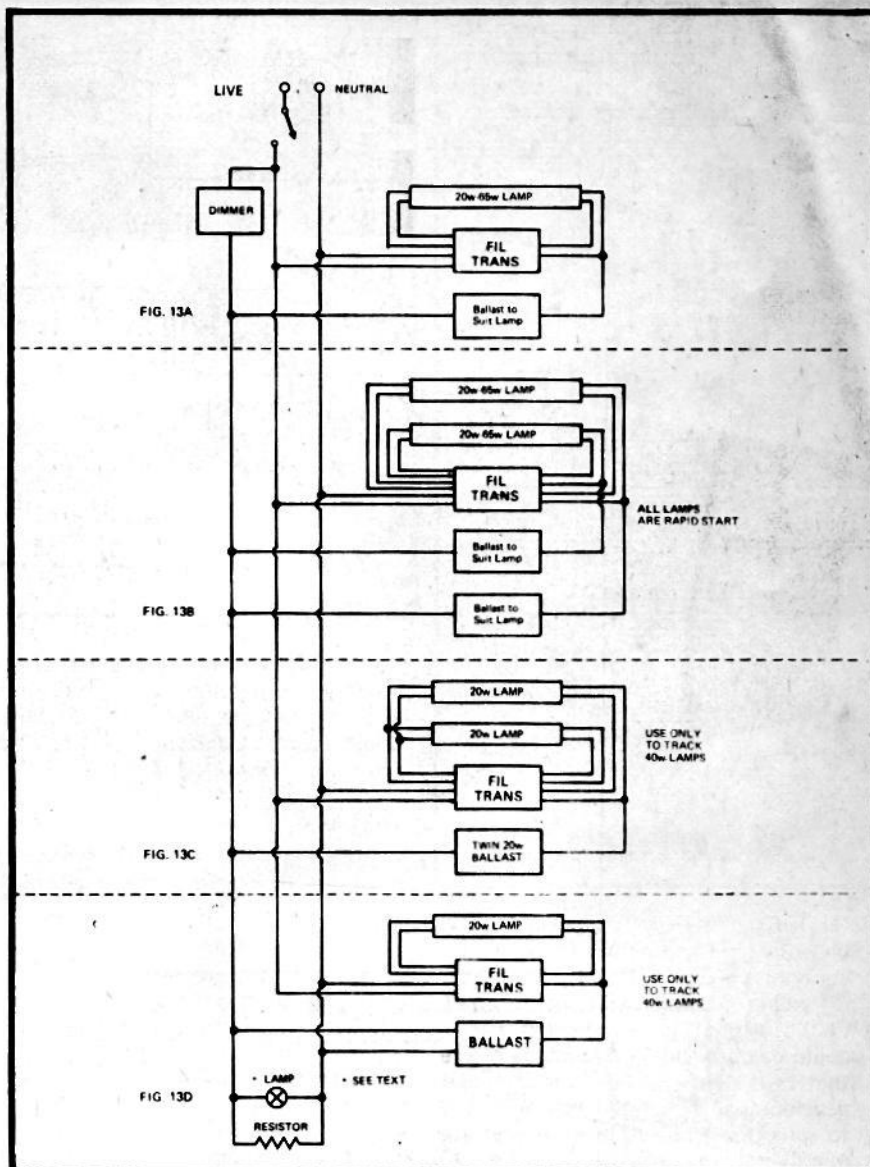 LIVE
NEUTRAL
DIMMER
20w-65w LAMP
FIL
TRANS
FIG. 13A
Ballast to
Suit Lamp
20w-65w LAMP
20w-65w LAMP
FIL
TRANS
ALL LAMPS
ARE RAPID START
Ballast to
Suit Lamp
FIG. 13B
Ballast to
Suit Lamp
20w LAMP
20w LAMP
USE ONLY
TO TRACK
40w LAMPS
FIL
TRANS
FIG. 13C
TWIN 20w
BALLAST
20w LAMP
FIL
TRANS
USE ONLY
TO TRACK
40w LAMPS
BALLAST
* LAMP
* SEE TEXT
FIG. 13D
RESISTOR